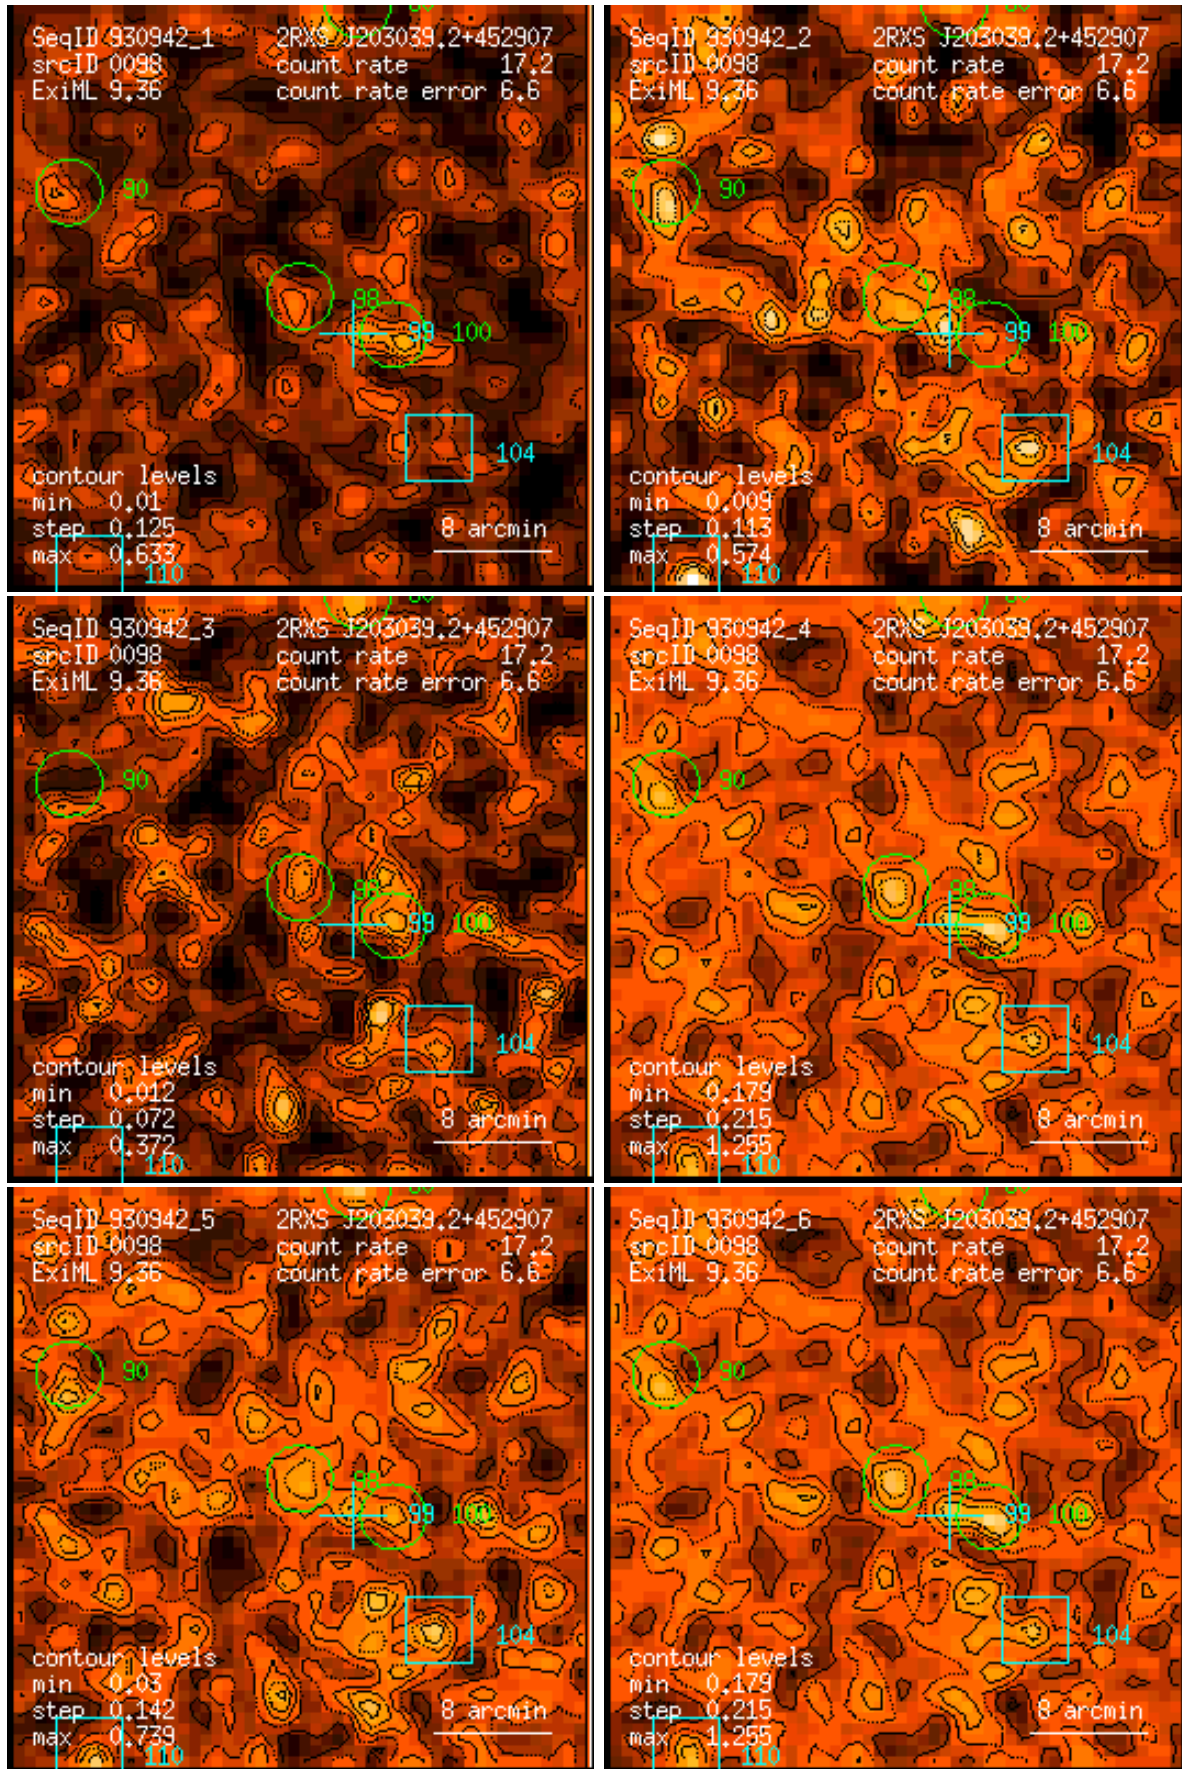 SeqID 930942_1 2RXS J203039.2+452907
srcID 0098 count rate 17.2
ExiML 9.36 count rate error 6.6
90
98
99 100
104
contour levels
min 0.01
step 0.125 8 arcmin
max 0.633
110
SeqID 930942_2 2RXS J203039.2+452907
srcID 0098 count rate 17.2
ExiML 9.36 count rate error 6.6
90
98
99 100
104
contour levels
min 0.009
step 0.113 8 arcmin
max 0.574
110
SeqID 930942_3 2RXS J203039.2+452907
srcID 0098 count rate 17.2
ExiML 9.36 count rate error 6.6
90
98
99 100
104
contour levels
min 0.012
step 0.072 8 arcmin
max 0.372
110
SeqID 930942_4 2RXS J203039.2+452907
srcID 0098 count rate 17.2
ExiML 9.36 count rate error 6.6
90
98
99 100
104
contour levels
min 0.179
step 0.215 8 arcmin
max 1.255
110
SeqID 930942_5 2RXS J203039.2+452907
srcID 0098 count rate 17.2
ExiML 9.36 count rate error 6.6
90
98
99 100
104
contour levels
min 0.03
step 0.142 8 arcmin
max 0.739
110
SeqID 930942_6 2RXS J203039.2+452907
srcID 0098 count rate 17.2
ExiML 9.36 count rate error 6.6
90
98
99 100
104
contour levels
min 0.179
step 0.215 8 arcmin
max 1.255
110